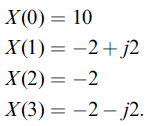 X(0) = 10
X(1) = −2 + j2
X(2) = −2
X(3) = −2 − j2.